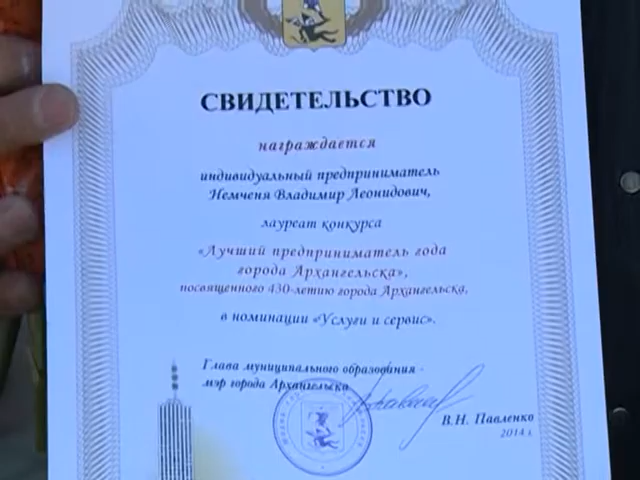 СВИДЕТЕЛЬСТВО
награждается
индивидуальный предприниматель
Немченя Владимир Леонидович,
лауреат конкурса
«Лучший предприниматель года
города Архангельска»,
посвященного 430-летию города Архангельска,
в номинации «Услуги и сервис».
Глава муниципального образования -
мэр города Архангельска
В.Н. Павленко
2014 г.